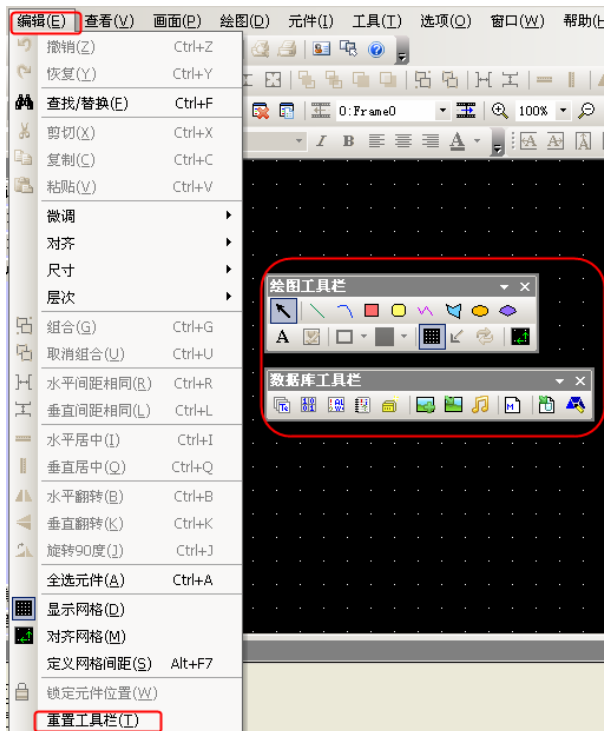 编辑(E) 查看(V) 画面(P) 绘图(D) 元件(I) 工具(T) 选项(O) 窗口(W) 帮助(H
撤销(Z) Ctrl+Z
恢复(Y) Ctrl+Y
查找/替换(F) Ctrl+F
0:Frame0 100%
剪切(X) Ctrl+X
I B A
复制(C) Ctrl+C
粘贴(V) Ctrl+V
微调
对齐
尺寸
层次
绘图工具栏
A
组合(G) Ctrl+G
取消组合(U) Ctrl+U
数据库工具栏
水平间距相同(R) Ctrl+R
垂直间距相同(L) Ctrl+L
水平居中(I) Ctrl+I
垂直居中(Q) Ctrl+Q
水平翻转(B) Ctrl+B
垂直翻转(K) Ctrl+K
旋转90度(J) Ctrl+J
全选元件(A) Ctrl+A
显示网格(D)
对齐网格(M)
定义网格间距(S) Alt+F7
锁定元件位置(W)
重置工具栏(T)